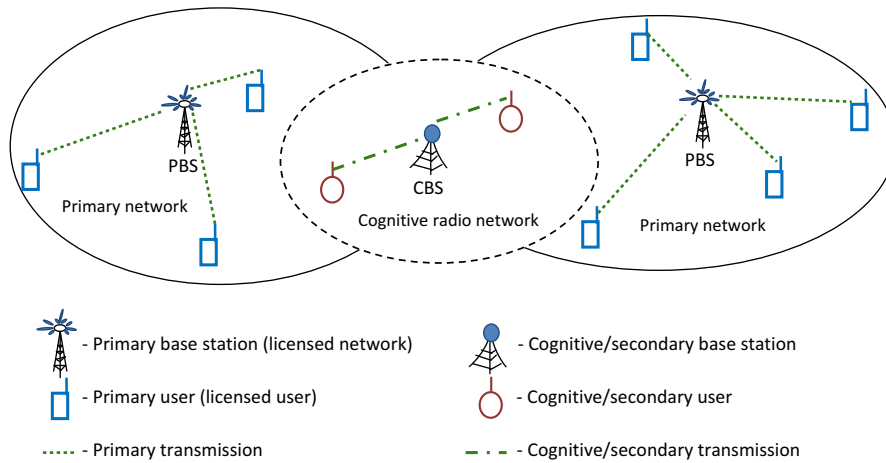 PBS
Primary network
CBS
Cognitive radio network
PBS
Primary network
- Primary base station (licensed network)
- Cognitive/secondary base station
- Primary user (licensed user)
- Cognitive/secondary user
- Primary transmission
- Cognitive/secondary transmission